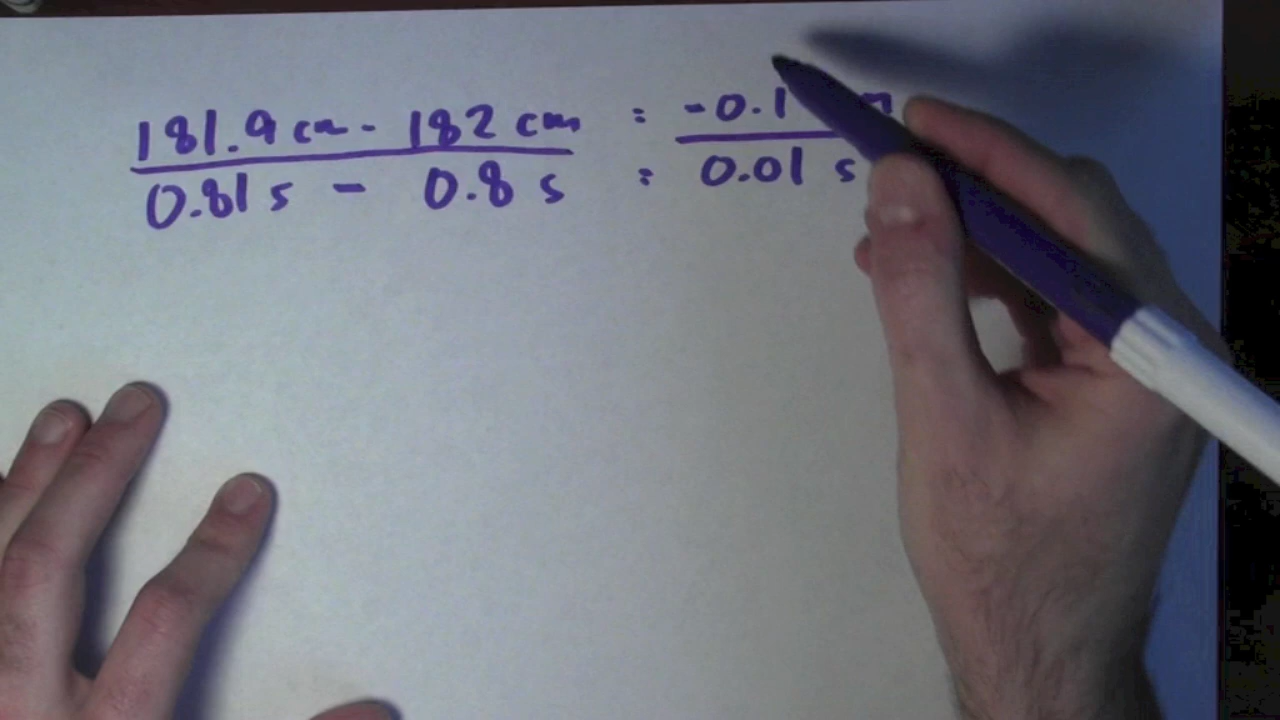 181.9 cm - 182 cm = -0.1
0.81 s - 0.8 s = 0.01 s